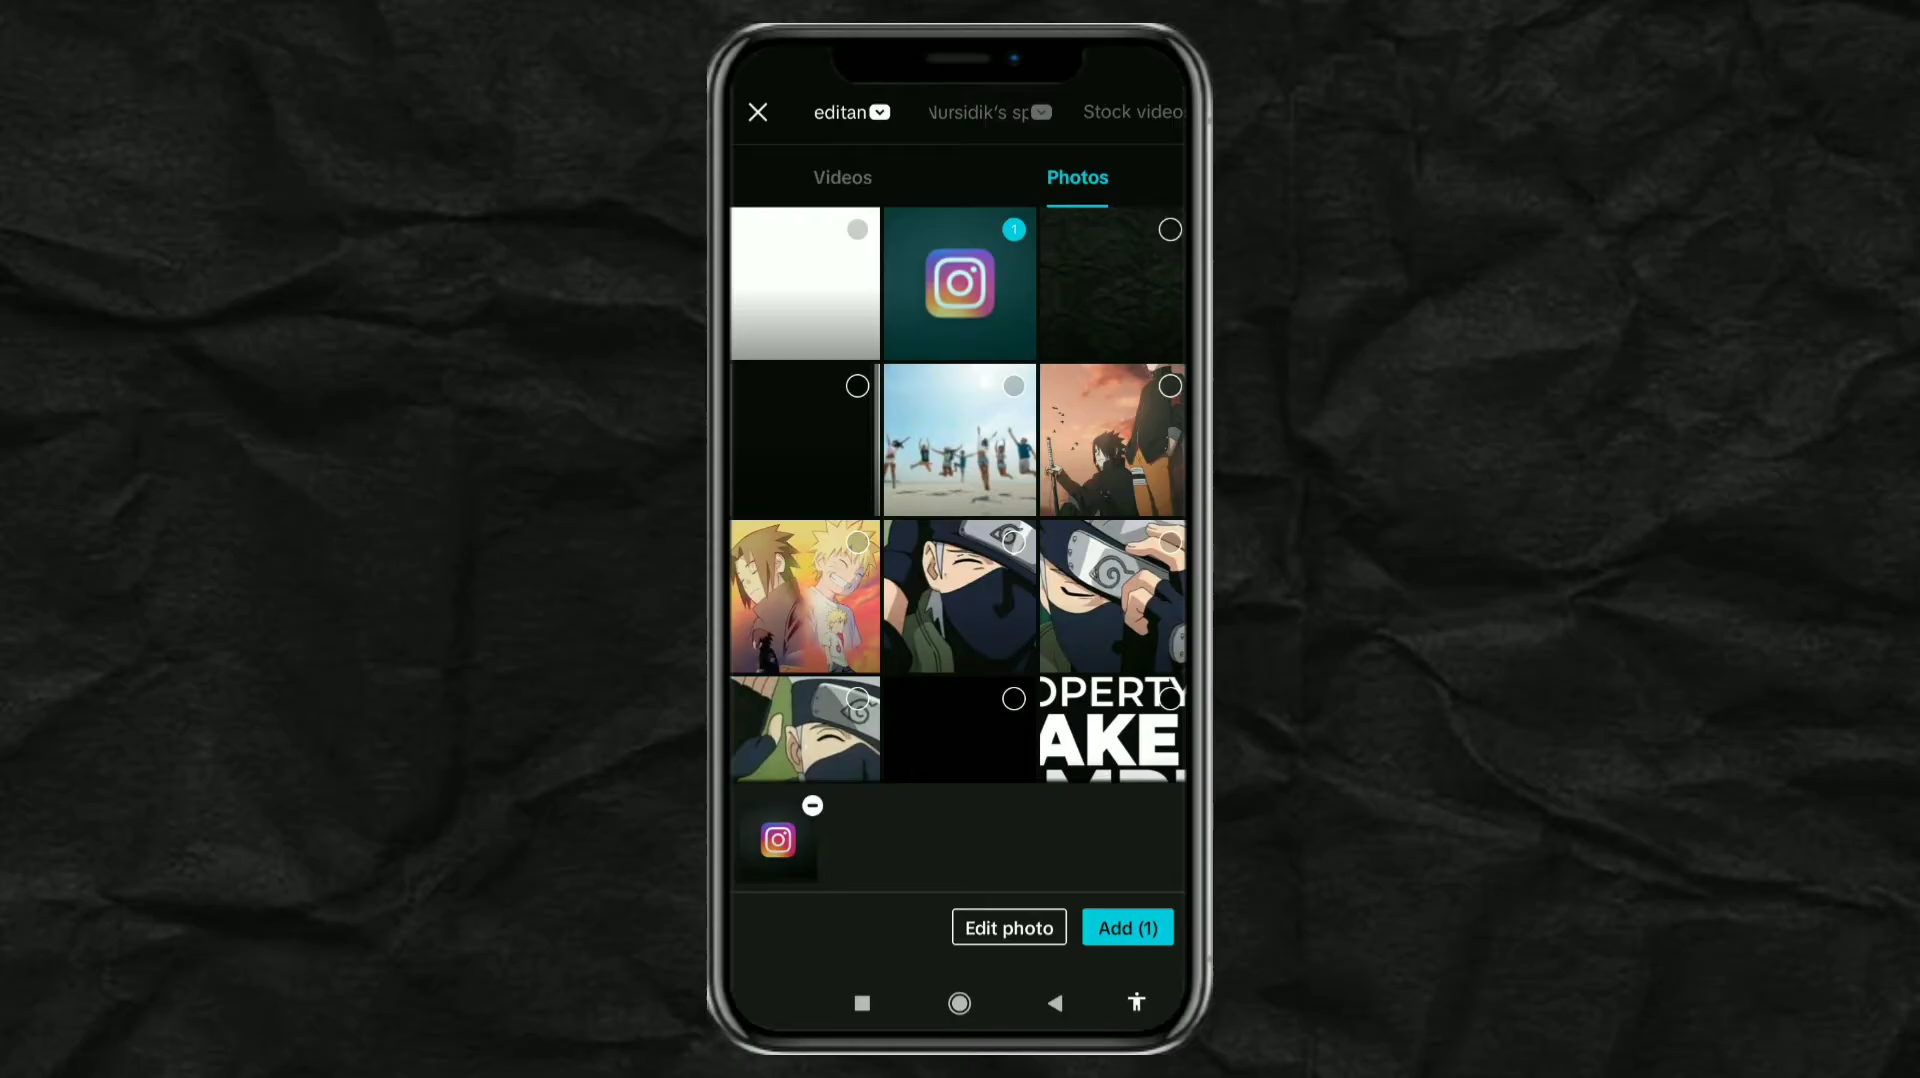 editan
Nursidik's sp
Stock video
Videos
Photos
1
OPERTY
AKE
Edit photo
Add (1)